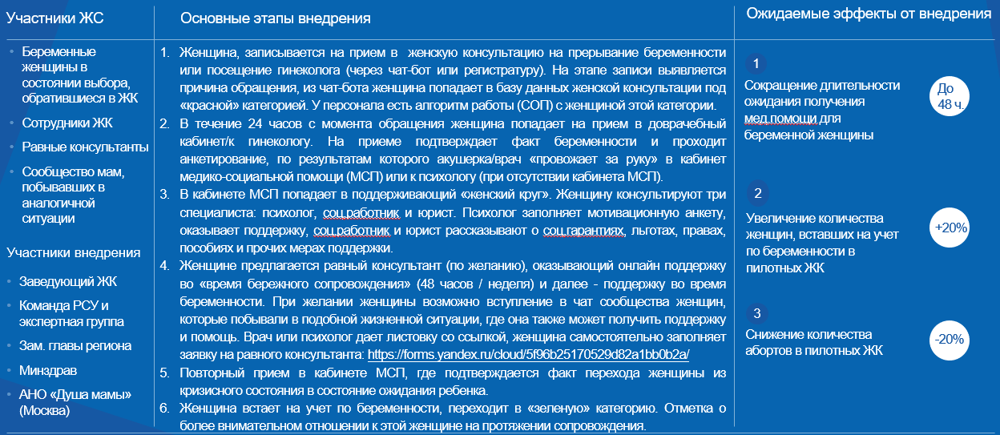 Участники ЖС
Беременные
женщины в
состоянии выбора,
обратившиеся в ЖК
Сотрудники ЖК
Равные консультанты
Сообщество мам,
побывавших в
аналогичной
ситуации
Участники внедрения
Заведующий ЖК
Команда РСУ и
экспертная группа
Зам. главы региона
Минздрав
АНО «Душа мамы»
(Москва)
Основные этапы внедрения
1. Женщина, записывается на прием в женскую консультацию на прерывание беременности
или посещение гинеколога (через чат-бот или регистратуру). На этапе записи выявляется
причина обращения, из чат-бота женщина попадает в базу данных женской консультации под
«красной» категорией. У персонала есть алгоритм работы (СОП) с женщиной этой категории.
2. В течение 24 часов с момента обращения женщина попадает на прием в доврачебный
кабинет/к гинекологу. На приеме подтверждает факт беременности и проходит
анкетирование, по результатам которого акушерка/врач «провожает за руку» в кабинет
медико-социальной помощи (МСП) или к психологу (при отсутствии кабинета МСП).
3. В кабинете МСП попадает в поддерживающий «женский круг». Женщину консультируют три
специалиста: психолог, соц.работник и юрист. Психолог заполняет мотивационную анкету,
оказывает поддержку, соц.работник и юрист рассказывают о соц.гарантиях, льготах, правах,
пособиях и прочих мерах поддержки.
4. Женщине предлагается равный консультант (по желанию), оказывающий онлайн поддержку
во «время бережного сопровождения» (48 часов / неделя) и далее - поддержку во время
беременности. При желании женщины возможно вступление в чат сообщества женщин,
которые побывали в подобной жизненной ситуации, где она также может получить поддержку
и помощь. Врач или психолог дает листовку со ссылкой, женщина самостоятельно заполняет
заявку на равного консультанта: https://forms.yandex.ru/cloud/5f96b25170529d82a1bb0b2a/
5. Повторный прием в кабинете МСП, где подтверждается факт перехода женщины из
кризисного состояния в состояние ожидания ребенка.
6. Женщина встает на учет по беременности, переходит в «зеленую» категорию. Отметка о
более внимательном отношении к этой женщине на протяжении сопровождения.
Ожидаемые эффекты от внедрения
1
Сокращение длительности
ожидания получения
мед.помощи для
беременной женщины
До
48 ч.
2
Увеличение количества
женщин, вставших на учет
по беременности в
пилотных ЖК
+20%
3
Снижение количества
абортов в пилотных ЖК
-20%